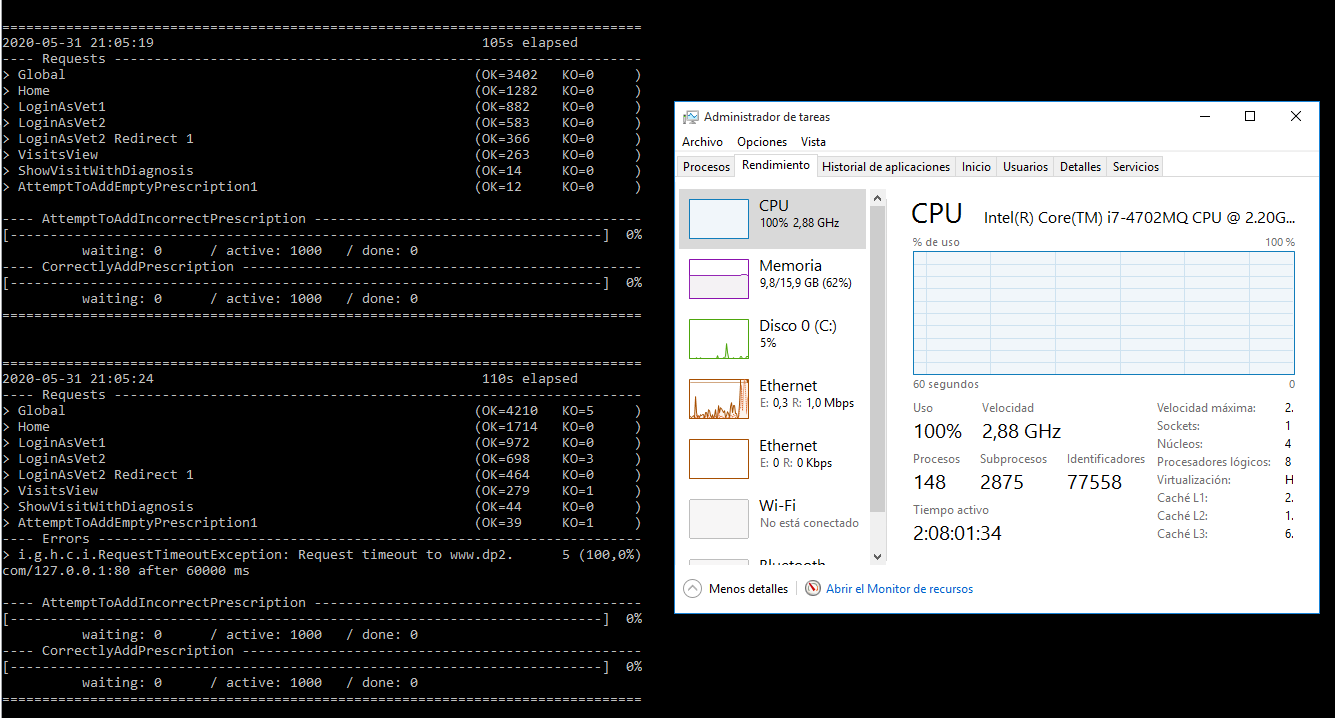 ================================================================================
2020-05-31 21:05:19                                         105s elapsed
---- Requests ------------------------------------------------------------------
> Global                                                   (OK=3402   KO=0     )
> Home                                                     (OK=1282   KO=0     )
> LoginAsVet1                                              (OK=882    KO=0     )
> LoginAsVet2                                              (OK=583    KO=0     )
> LoginAsVet2 Redirect 1                                   (OK=366    KO=0     )
> VisitsView                                               (OK=263    KO=0     )
> ShowVisitWithDiagnosis                                   (OK=14     KO=0     )
> AttemptToAddEmptyPrescription1                           (OK=12     KO=0     )
---- AttemptToAddIncorrectPrescription -----------------------------------------
[--------------------------------------------------------------------------]  0%
          waiting: 0      / active: 1000   / done: 0
---- CorrectlyAddPrescription --------------------------------------------------
[--------------------------------------------------------------------------]  0%
          waiting: 0      / active: 1000   / done: 0
================================================================================
================================================================================
2020-05-31 21:05:24                                         110s elapsed
---- Requests ------------------------------------------------------------------
> Global                                                   (OK=4210   KO=5     )
> Home                                                     (OK=1714   KO=0     )
> LoginAsVet1                                              (OK=972    KO=0     )
> LoginAsVet2                                              (OK=698    KO=3     )
> LoginAsVet2 Redirect 1                                   (OK=464    KO=0     )
> VisitsView                                               (OK=279    KO=1     )
> ShowVisitWithDiagnosis                                   (OK=44     KO=0     )
> AttemptToAddEmptyPrescription1                           (OK=39     KO=1     )
---- Errors --------------------------------------------------------------------
> i.g.h.c.i.RequestTimeoutException: Request timeout to www.dp2.      5 (100,0%)
com/127.0.0.1:80 after 60000 ms
---- AttemptToAddIncorrectPrescription -----------------------------------------
[--------------------------------------------------------------------------]  0%
          waiting: 0      / active: 1000   / done: 0
---- CorrectlyAddPrescription --------------------------------------------------
[--------------------------------------------------------------------------]  0%
          waiting: 0      / active: 1000   / done: 0
================================================================================
Administrador de tareas
Archivo Opciones Vista
Procesos Rendimiento Historial de aplicaciones Inicio Usuarios Detalles Servicios
CPU
100% 2,88 GHz
Memoria
9,8/15,9 GB (62%)
Disco 0 (C:)
5%
Ethernet
E: 0,3 R: 1,0 Mbps
Ethernet
E: 0 R: 0 Kbps
Wi-Fi
No está conectado
Bluetooth
CPU Intel(R) Core(TM) i7-4702MQ CPU @ 2.20G...
% de uso 100 %
60 segundos 0
Uso Velocidad
100% 2,88 GHz
Procesos Subprocesos Identificadores
148 2875 77558
Tiempo activo
2:08:01:34
Velocidad máxima: 2.
Sockets: 1
Núcleos: 4
Procesadores lógicos: 8
Virtualización: H
Caché L1: 2.
Caché L2: 1.
Caché L3: 6.
Menos detalles Abrir el Monitor de recursos